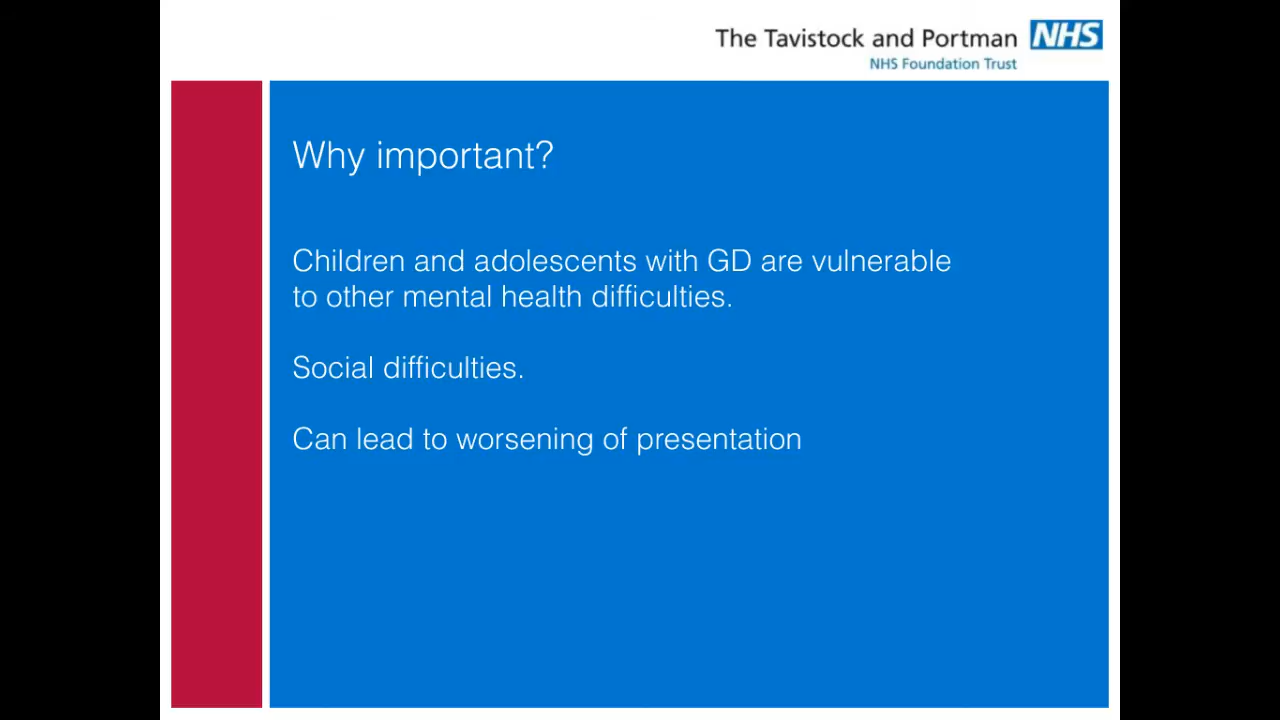 The Tavistock and Portman NHS
NHS Foundation Trust
Why important?
Children and adolescents with GD are vulnerable
to other mental health difficulties.
Social difficulties.
Can lead to worsening of presentation